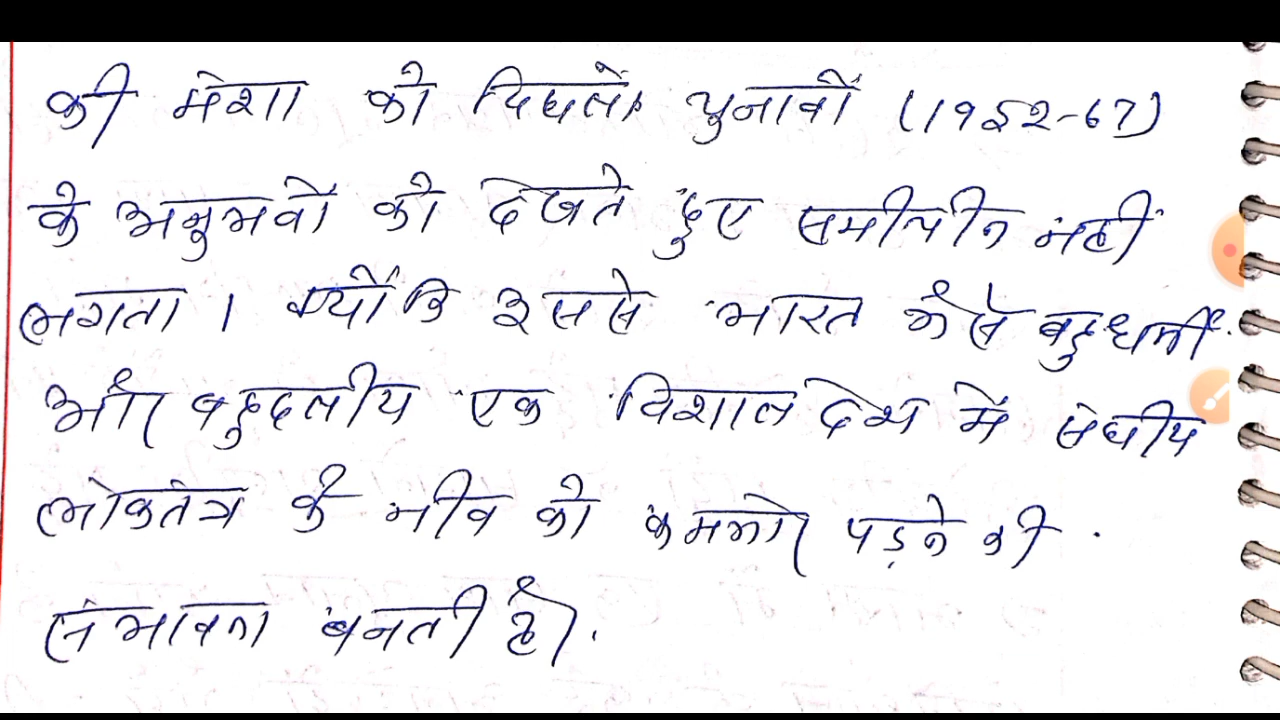 की मंशा को पिछले चुनावों (1952-67)
के अनुभवों को देखते हुए समीचीन नहीं
लगता । क्योंकि इससे भारत जैसे बहुधर्मी
और बहुदलीय एक विशाल देश में संघीय
लोकतंत्र के नींव को कमजोर पड़ने की
संभावना बनती है।